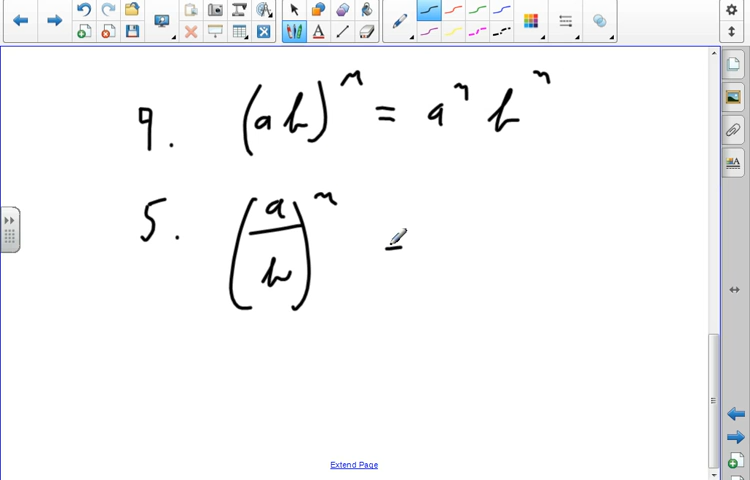 4. (ab)^n = a^n b^n
5. (a/b)^n =
Extend Page